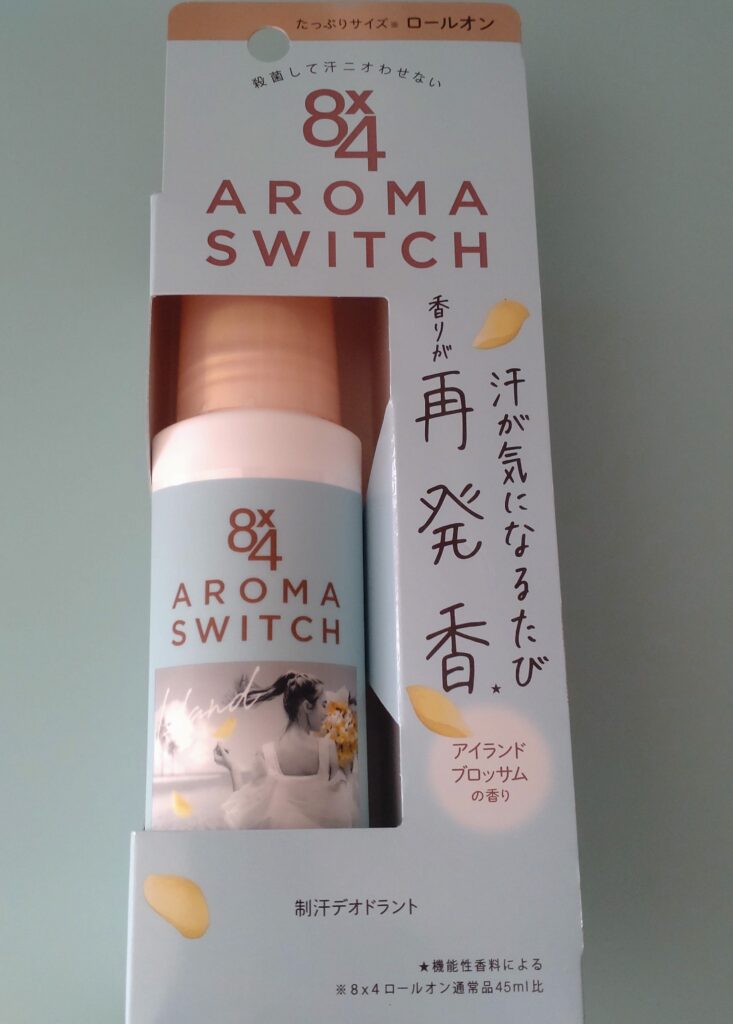 たっぷりサイズ※ ロールオン
殺菌して汗ニオわせない
8x4
AROMA
SWITCH
汗が気になるたび
香りが
再発香★
アイランド
ブロッサム
の香り
8x4
AROMA
SWITCH
Island
制汗デオドラント
★機能性香料による
※8x4ロールオン通常品45ml比